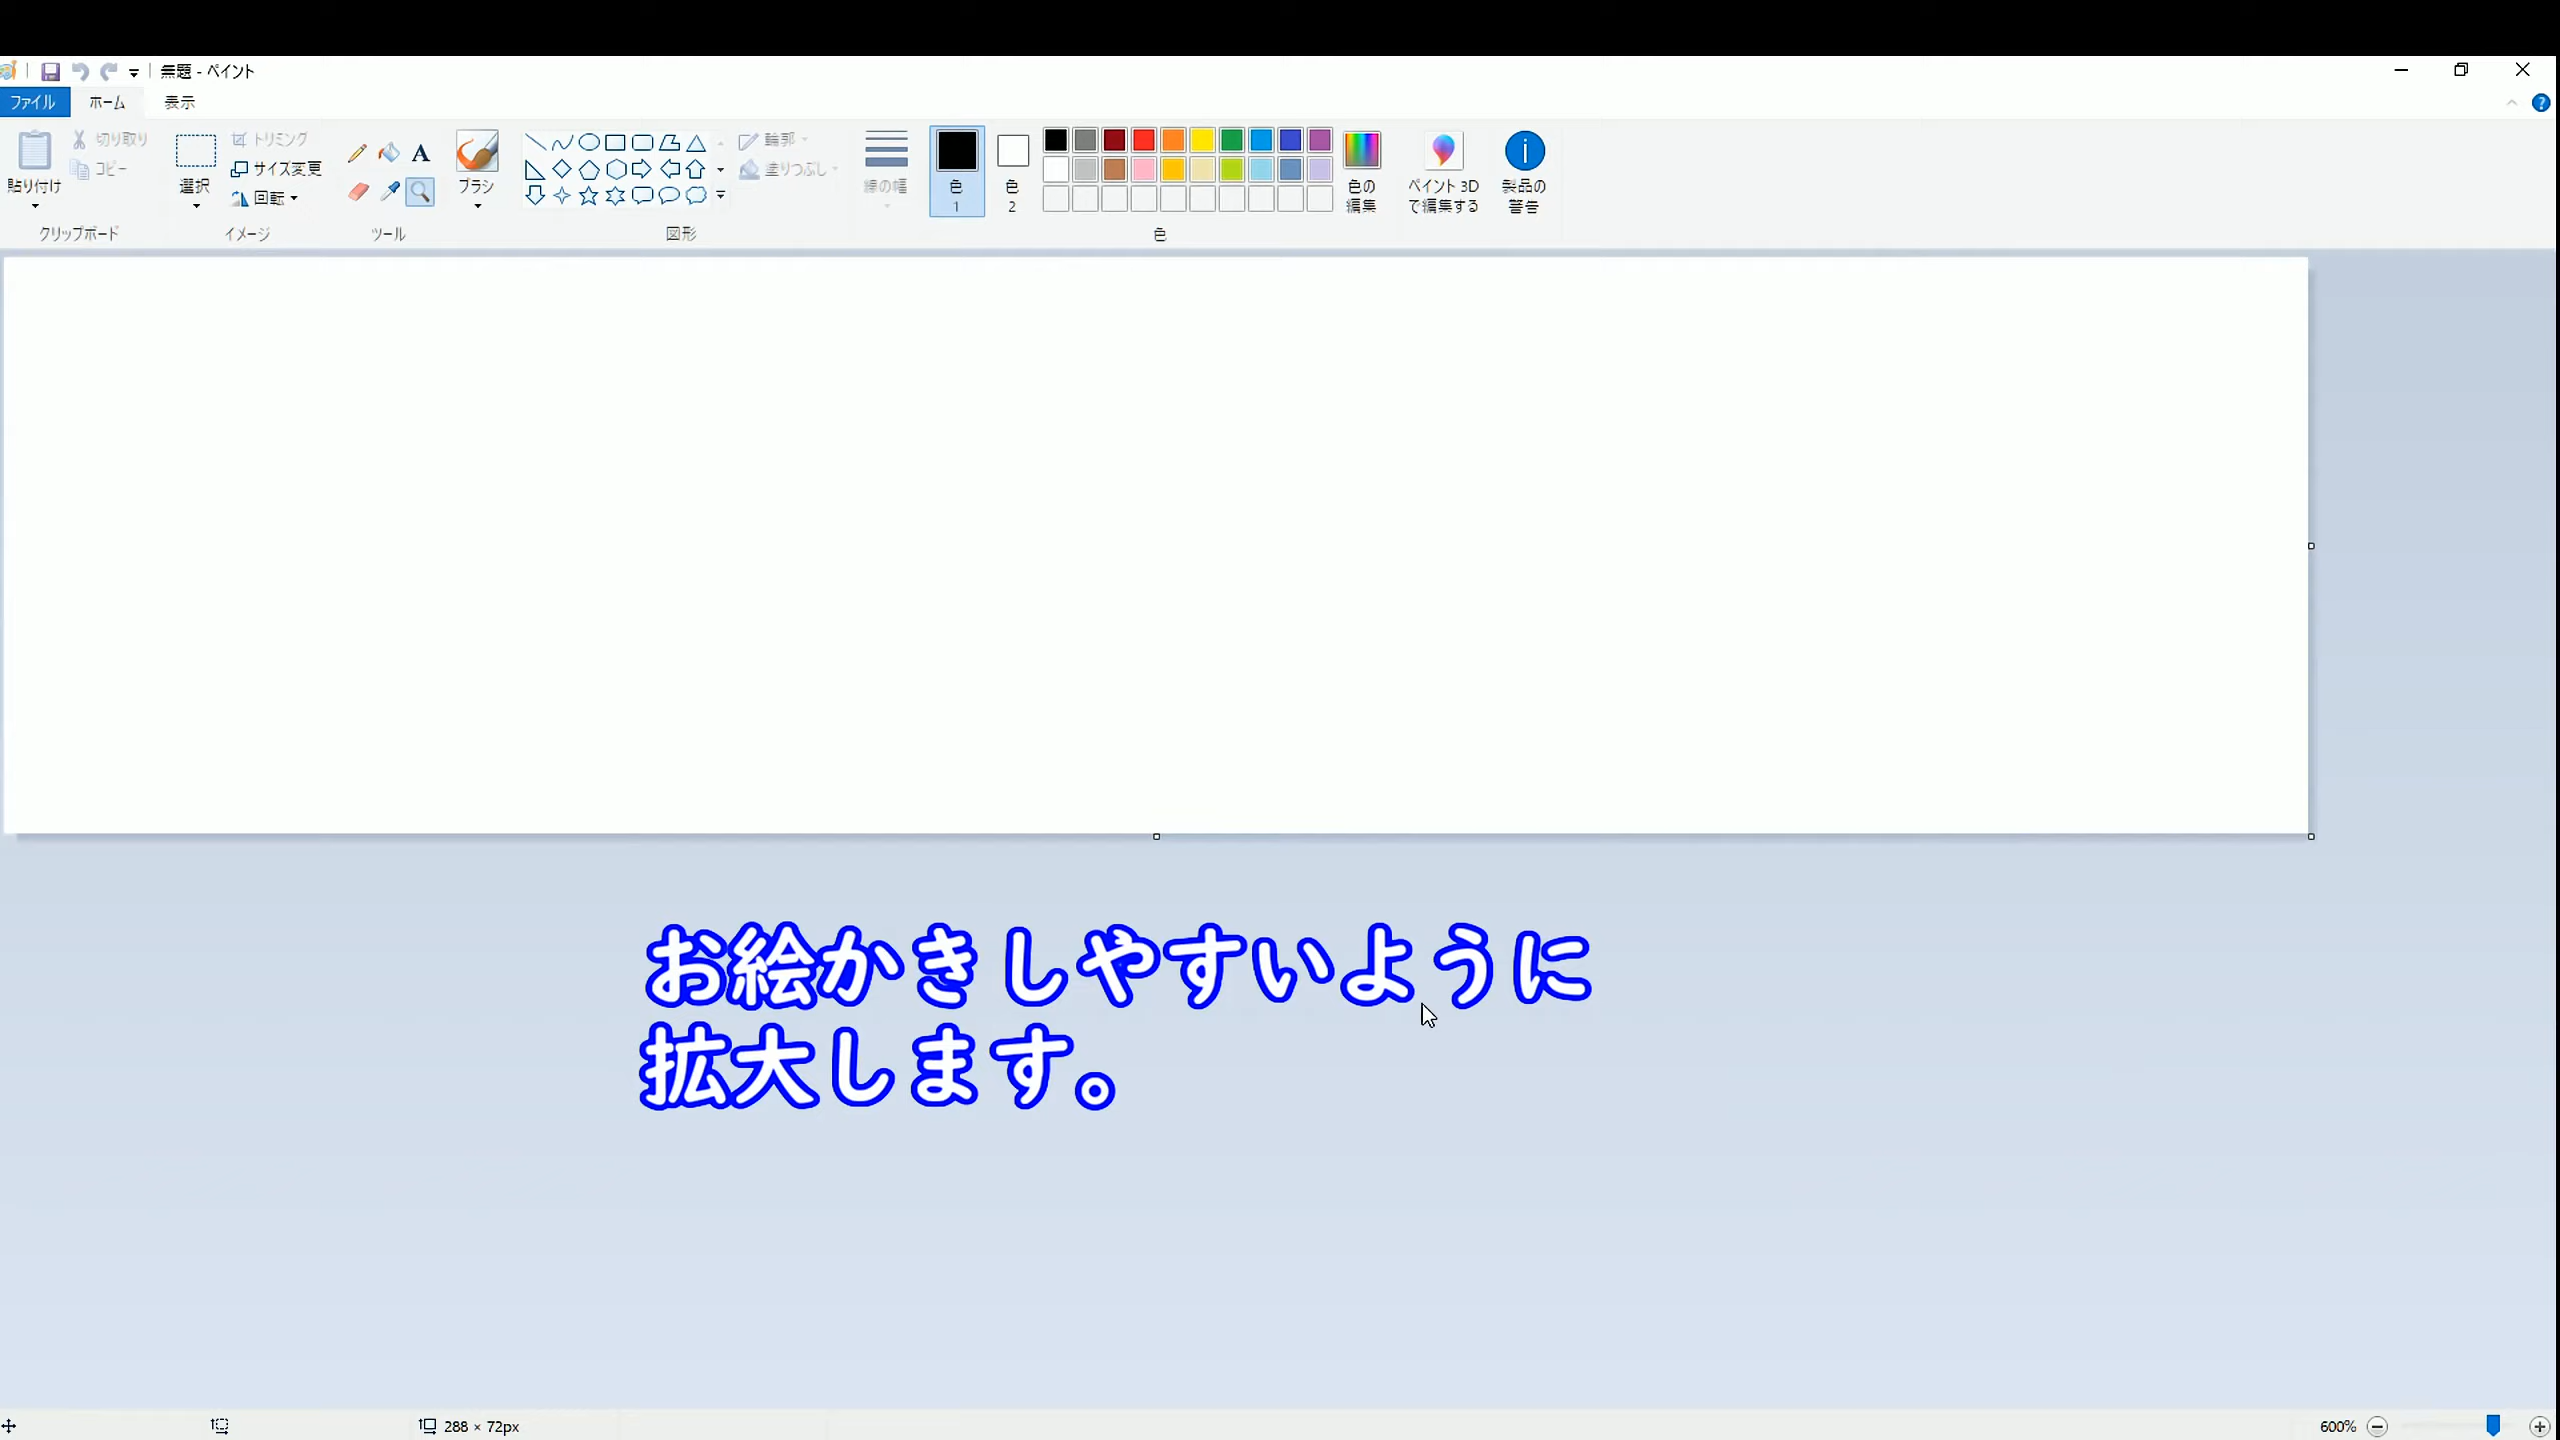 無題 - ペイント
ファイル ホーム 表示
貼り付け
切り取り
コピー
クリップボード
選択
トリミング
サイズ変更
回転
イメージ
A
ツール
ブラシ
図形
輪郭
塗りつぶし
線の幅
色
1
色
2
色の
編集
色
ペイント 3D
で編集する
製品の
警告
お絵かきしやすいように
拡大します。
288 × 72px
600%